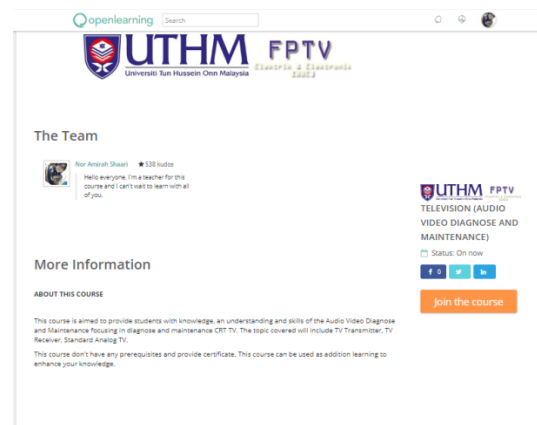 openlearning
Search
UTHM
FPTV
Universiti Tun Hussein Onn Malaysia
The Team
Nor Amirah Shaari ★ 538 kudos
Hello everyone, I'm a teacher for this
course and I can't wait to learn with all
of you.
UTHM FPTV
TELEVISION (AUDIO
VIDEO DIAGNOSE AND
MAINTENANCE)
Status: On now
f 0
in
Join the course
More Information
ABOUT THIS COURSE
This course is aimed to provide students with knowledge, an understanding and skills of the Audio Video Diagnose
and Maintenance focusing in diagnose and maintenance CRT TV. The topic covered will include TV Transmitter, TV
Receiver, Standard Analog TV.
This course don't have any prerequisites and provide certificate. This course can be used as addition learning to
enhance your knowledge.